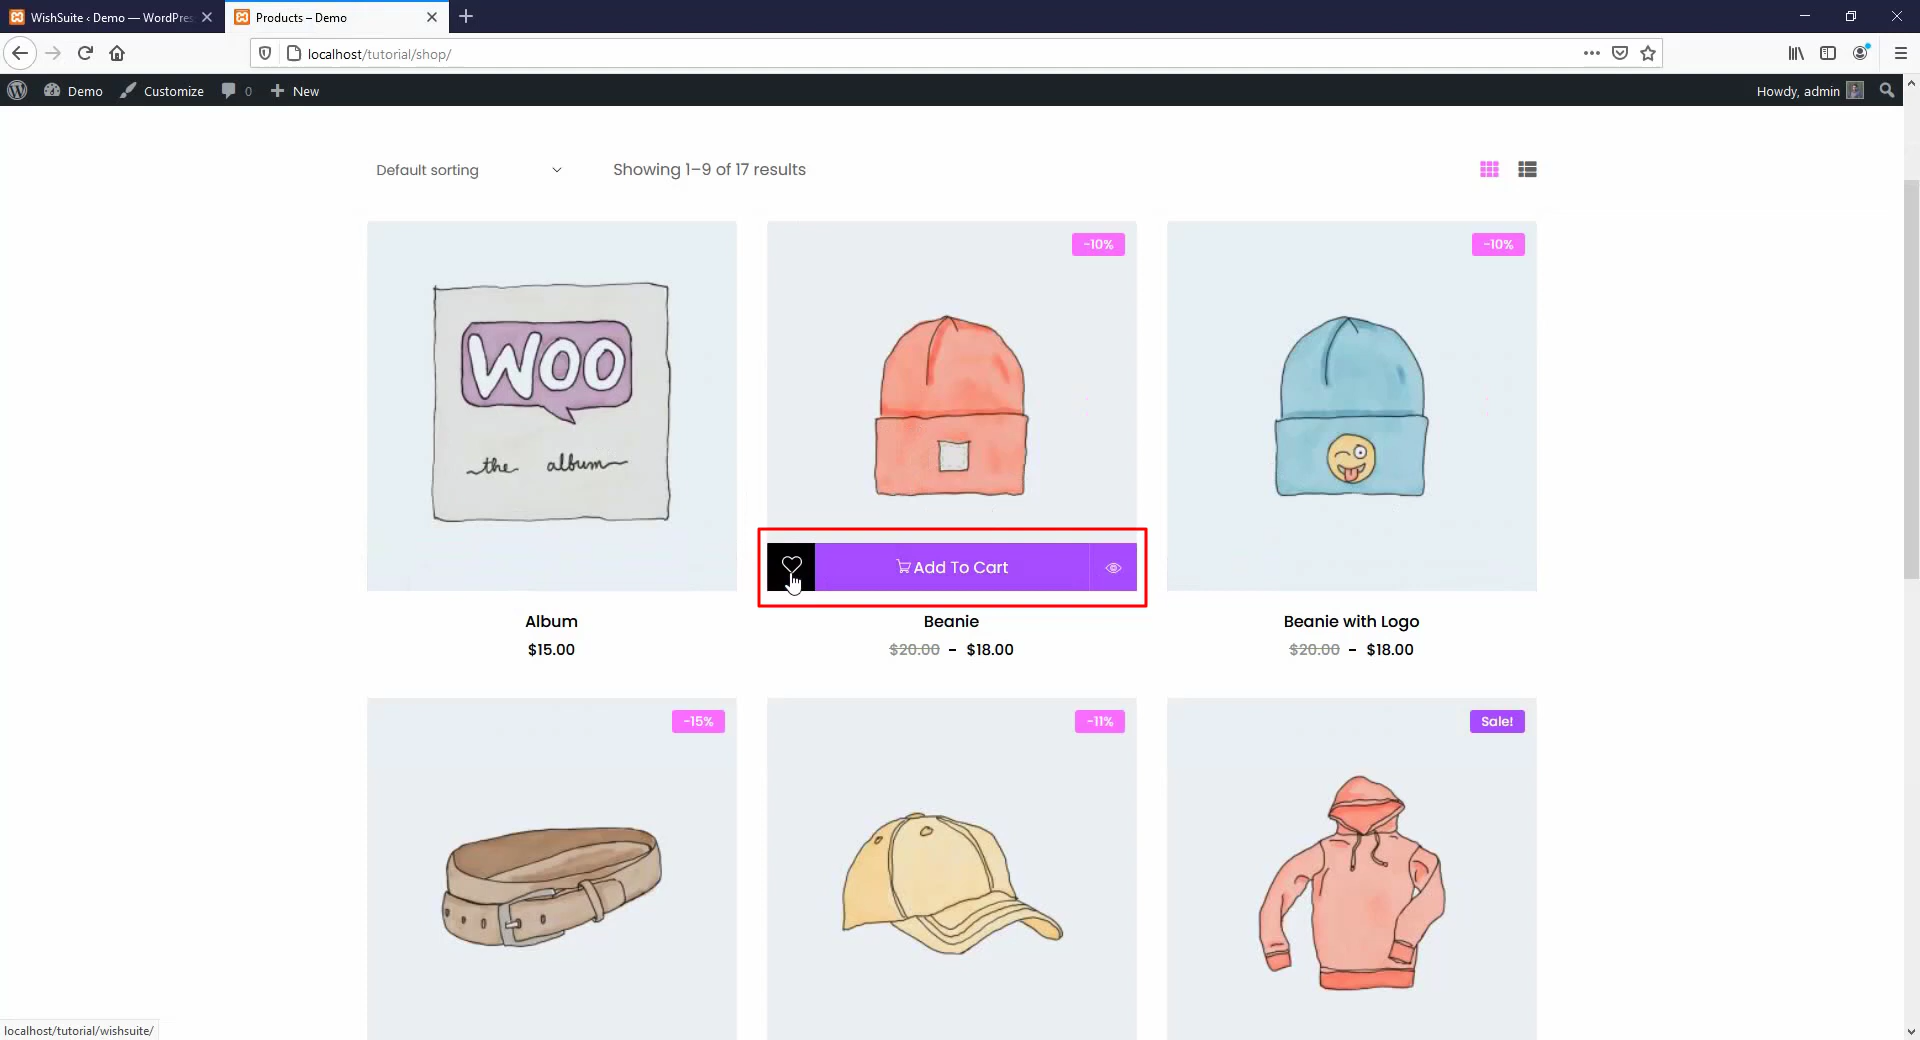 WishSuite ‹ Demo — WordPres
Products – Demo
localhost/tutorial/shop/
Demo
Customize
0
New
Howdy, admin
Default sorting
Showing 1–9 of 17 results
-10%
-10%
WOO
the album
Add To Cart
Album
Beanie
Beanie with Logo
$15.00
$20.00 – $18.00
$20.00 – $18.00
-15%
-11%
Sale!
localhost/tutorial/wishsuite/